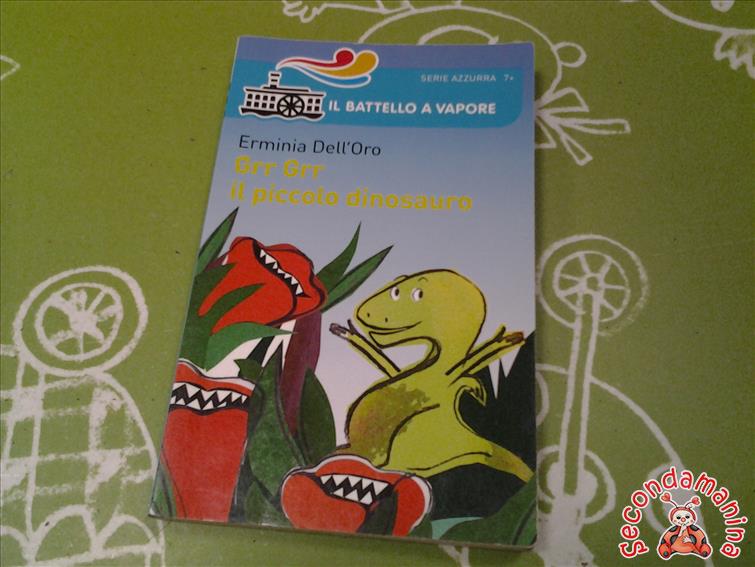 SERIE AZZURRA 7+
IL BATTELLO A VAPORE
Erminia Dell'Oro
Grr Grr
il piccolo dinosauro
secondamanina